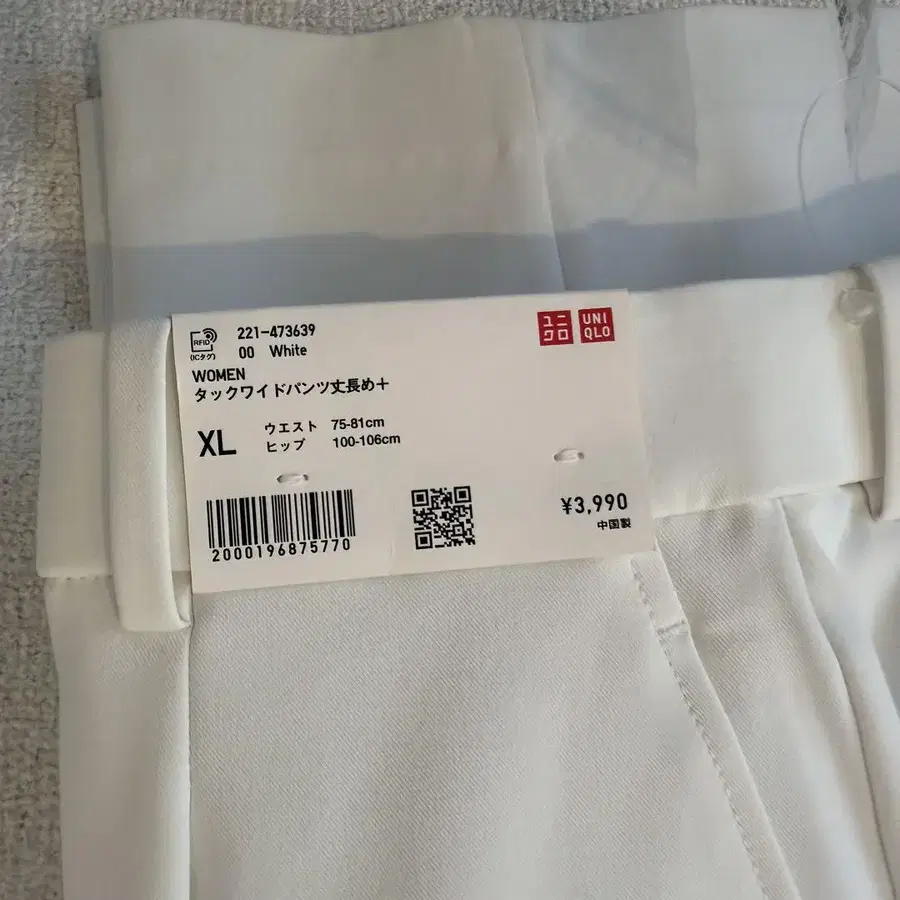 RFID
(ICタグ)
221-473639
00 White
ユニクロ
UNIQLO
WOMEN
タックワイドパンツ丈長め+
XL
ウエスト 75-81cm
ヒップ 100-106cm
2000196875770
¥3,990
中国製